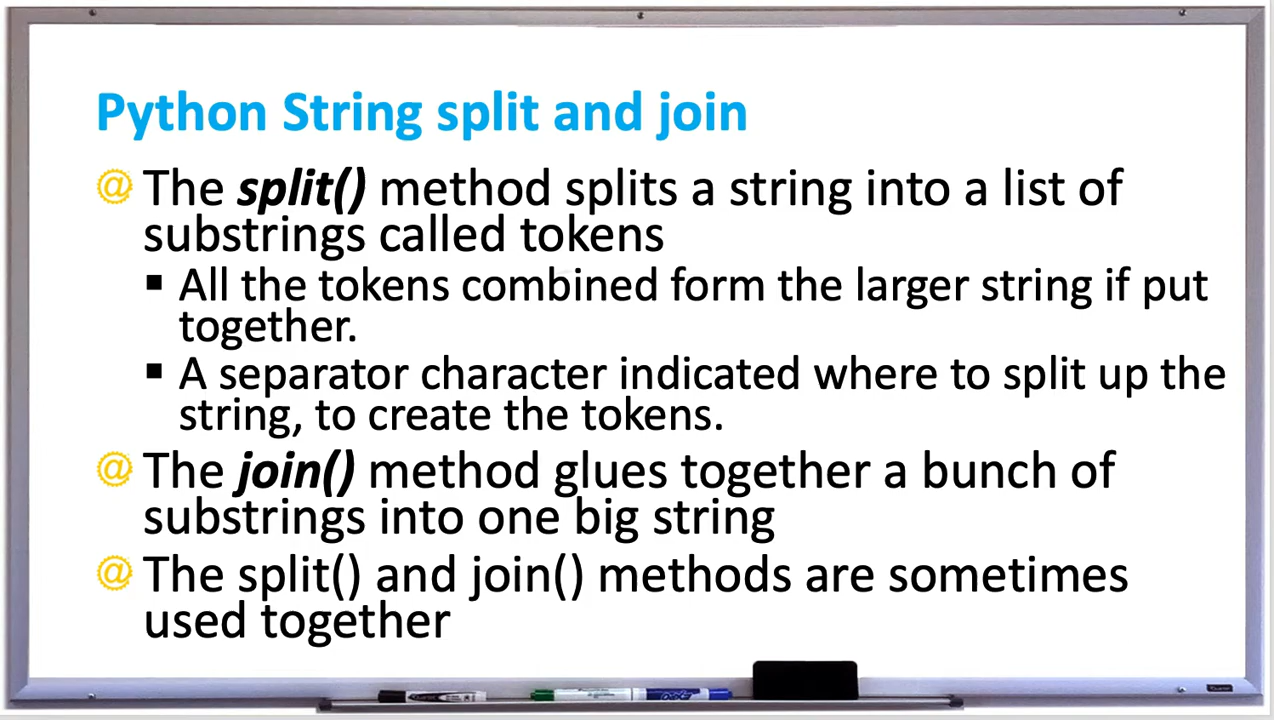 Python String split and join
@ The split() method splits a string into a list of
substrings called tokens
▪ All the tokens combined form the larger string if put
together.
▪ A separator character indicated where to split up the
string, to create the tokens.
@ The join() method glues together a bunch of
substrings into one big string
@ The split() and join() methods are sometimes
used together